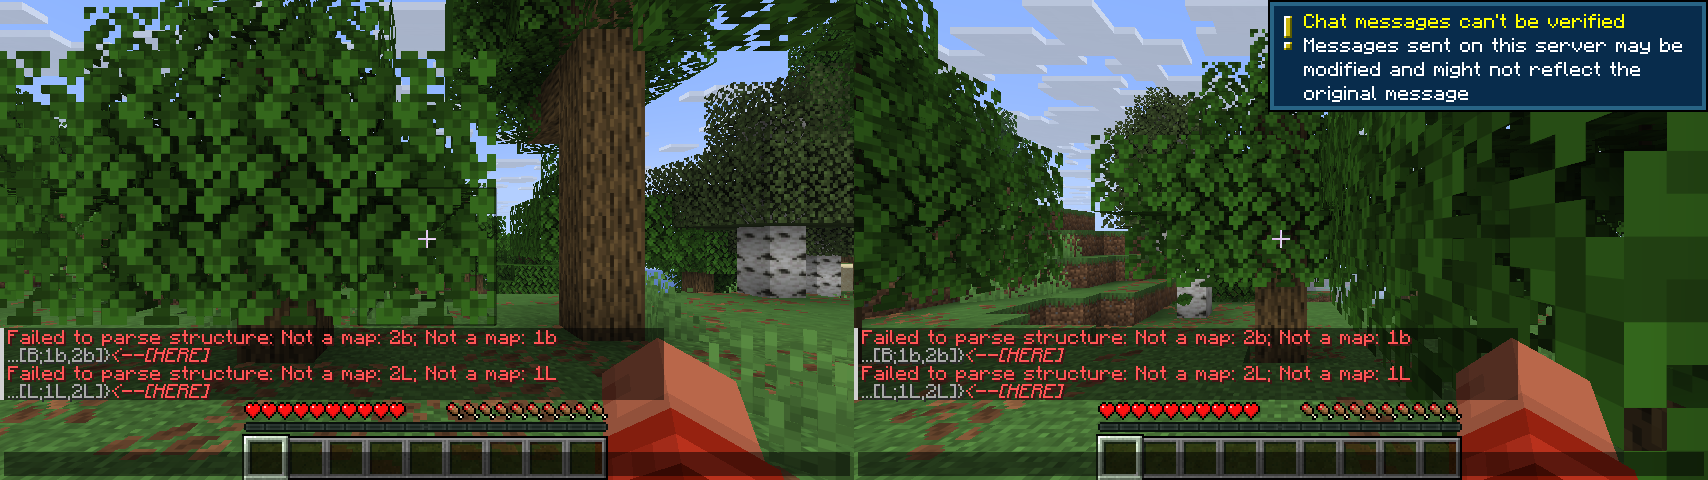 Failed to parse structure: Not a map: 2b; Not a map: 1b
...[B;1b,2b]}<--[HERE]
Failed to parse structure: Not a map: 2L; Not a map: 1L
...[L;1L,2L]}<--[HERE]
Chat messages can't be verified
Messages sent on this server may be
modified and might not reflect the
original message
Failed to parse structure: Not a map: 2b; Not a map: 1b
...[B;1b,2b]}<--[HERE]
Failed to parse structure: Not a map: 2L; Not a map: 1L
...[L;1L,2L]}<--[HERE]